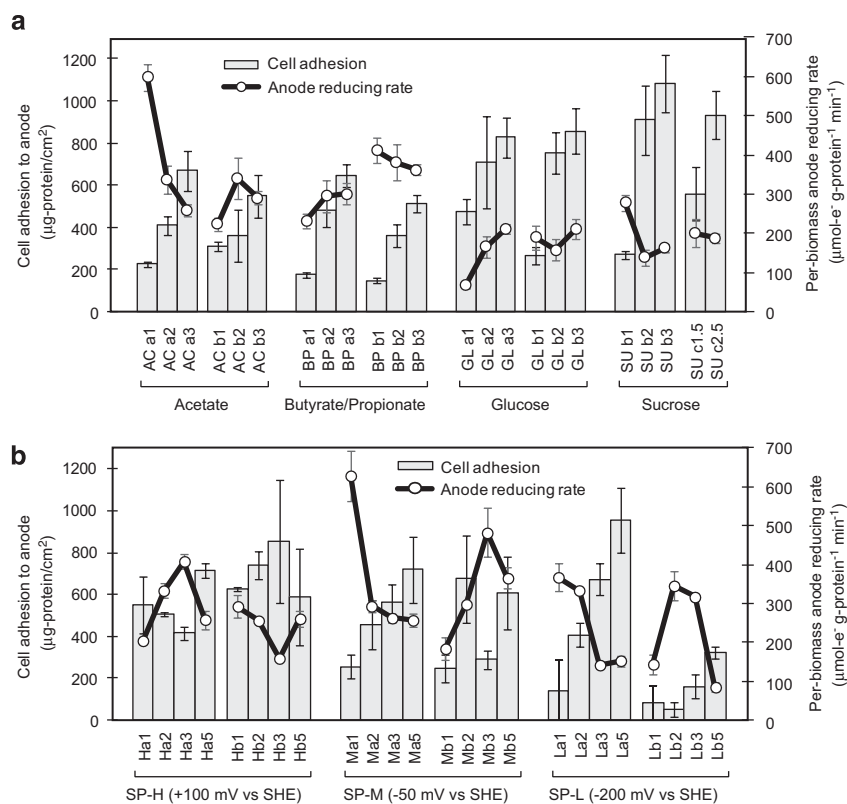 a
Cell adhesion
Anode reducing rate
Cell adhesion to anode
(µg-protein/cm²)
1200
1000
800
600
400
200
0
700
600
500
400
300
200
100
0
Per-biomass anode reducing rate
(µmol-e⁻ g-protein⁻¹ min⁻¹)
AC a1
AC a2
AC a3
AC b1
AC b2
AC b3
BP a1
BP a2
BP a3
BP b1
BP b2
BP b3
GL a1
GL a2
GL a3
GL b1
GL b2
GL b3
SU b1
SU b2
SU b3
SU c1.5
SU c2.5
Acetate
Butyrate/Propionate
Glucose
Sucrose
b
Cell adhesion
Anode reducing rate
Cell adhesion to anode
(µg-protein/cm²)
1200
1000
800
600
400
200
0
700
600
500
400
300
200
100
0
Per-biomass anode reducing rate
(µmol-e⁻ g-protein⁻¹ min⁻¹)
Ha1
Ha2
Ha3
Ha5
Hb1
Hb2
Hb3
Hb5
Ma1
Ma2
Ma3
Ma5
Mb1
Mb2
Mb3
Mb5
La1
La2
La3
La5
Lb1
Lb2
Lb3
Lb5
SP-H (+100 mV vs SHE)
SP-M (-50 mV vs SHE)
SP-L (-200 mV vs SHE)